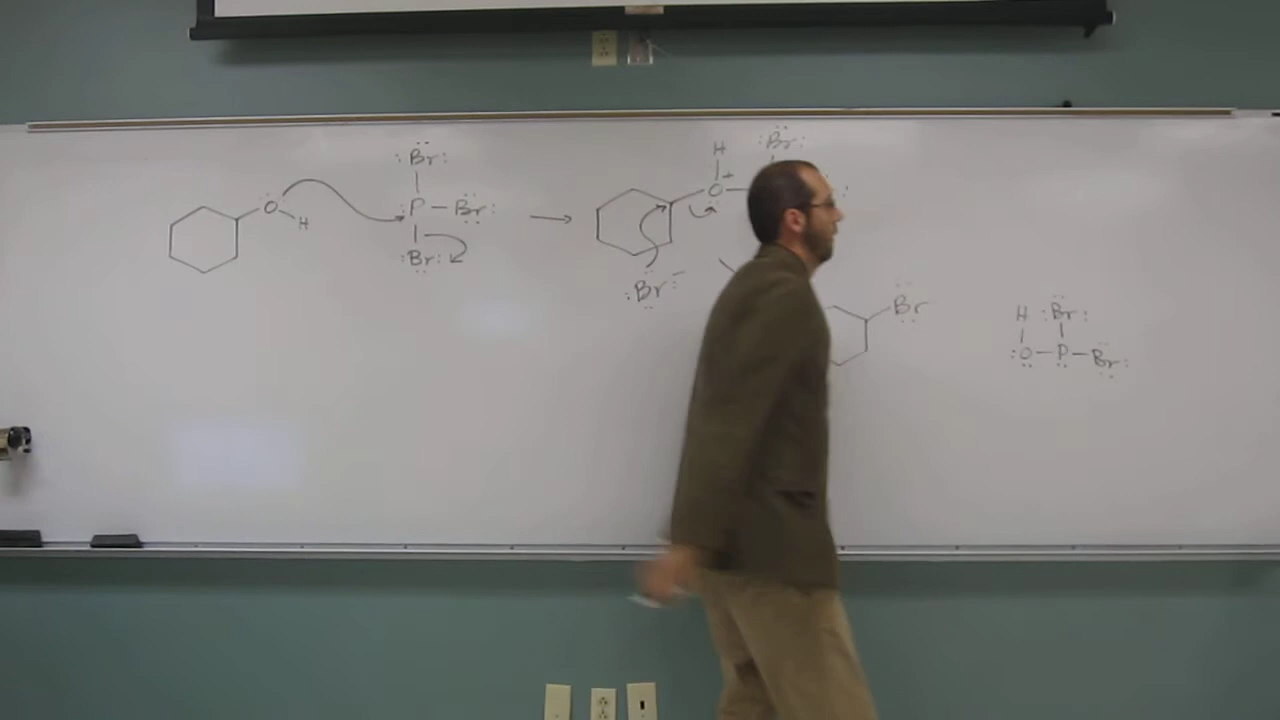 :Br:
:P — Br:
:Br:
O
H
H
O +
:Br:
:Br: −
Br
H :Br:
:O — P — Br: